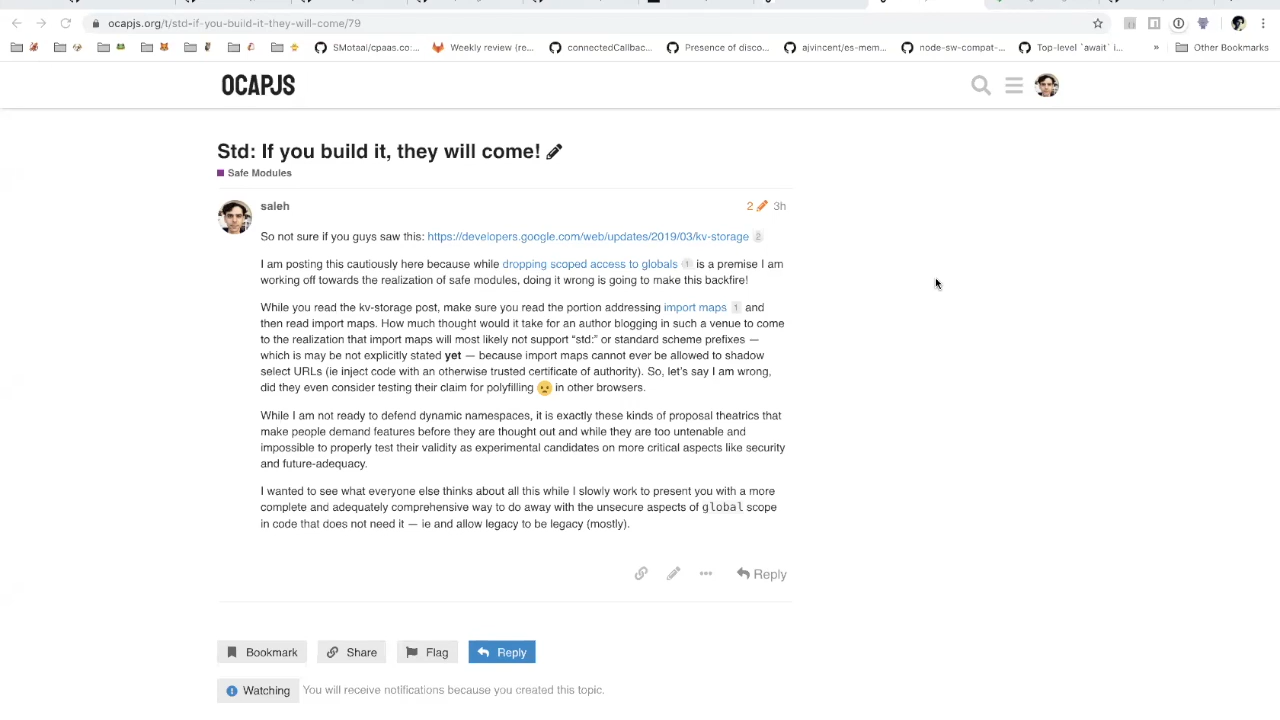 ocapjs.org/t/std-if-you-build-it-they-will-come/79
SMotaal/cpaas.co:...
Weekly review (re...
connectedCallbac...
Presence of disco...
ajvincent/es-mem...
node-sw-compat-...
Top-level `await` i...
»
Other Bookmarks
OCAPJS
Std: If you build it, they will come!
Safe Modules
saleh
2
3h
So not sure if you guys saw this: https://developers.google.com/web/updates/2019/03/kv-storage 2
I am posting this cautiously here because while dropping scoped access to globals 1 is a premise I am
working off towards the realization of safe modules, doing it wrong is going to make this backfire!
While you read the kv-storage post, make sure you read the portion addressing import maps 1 and
then read import maps. How much thought would it take for an author blogging in such a venue to come
to the realization that import maps will most likely not support “std:” or standard scheme prefixes —
which is may be not explicitly stated yet — because import maps cannot ever be allowed to shadow
select URLs (ie inject code with an otherwise trusted certificate of authority). So, let’s say I am wrong,
did they even consider testing their claim for polyfilling 😠 in other browsers.
While I am not ready to defend dynamic namespaces, it is exactly these kinds of proposal theatrics that
make people demand features before they are thought out and while they are too untenable and
impossible to properly test their validity as experimental candidates on more critical aspects like security
and future-adequacy.
I wanted to see what everyone else thinks about all this while I slowly work to present you with a more
complete and adequately comprehensive way to do away with the unsecure aspects of global scope
in code that does not need it — ie and allow legacy to be legacy (mostly).
Reply
Bookmark
Share
Flag
Reply
Watching
You will receive notifications because you created this topic.